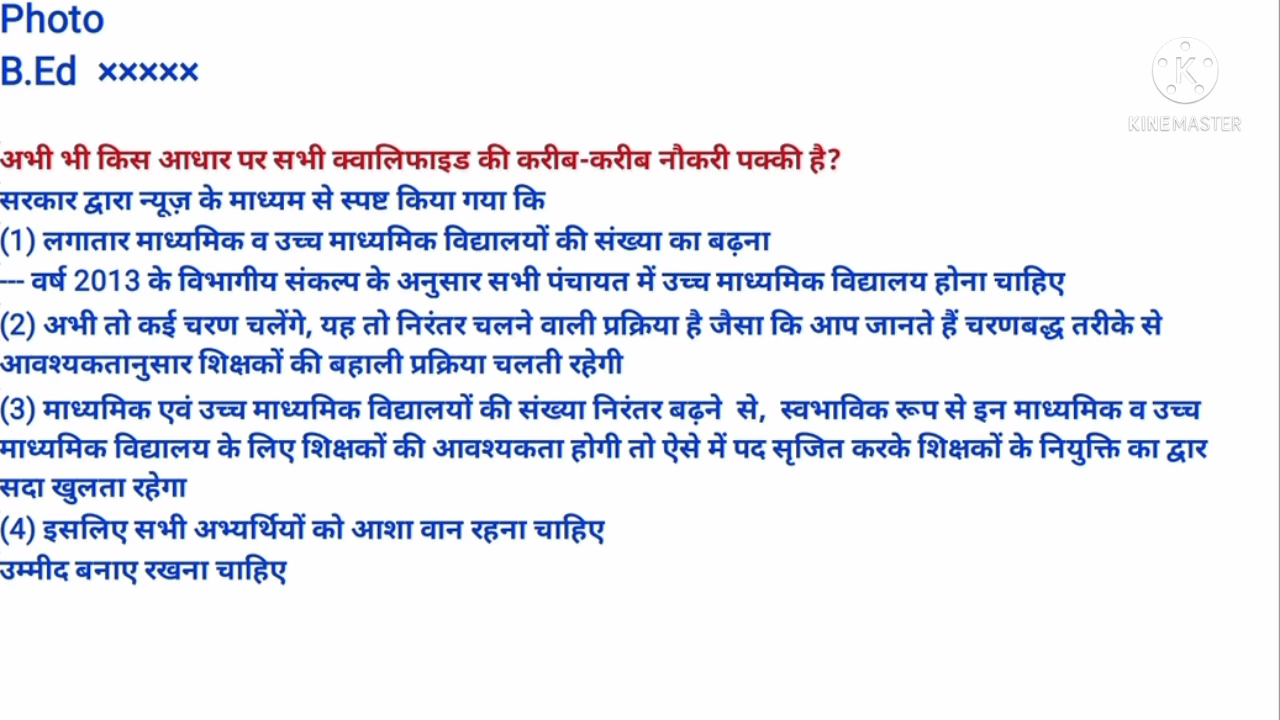 Photo
B.Ed ×××××
K
KINEMASTER
अभी भी किस आधार पर सभी क्वालिफाइड की करीब-करीब नौकरी पक्की है?
सरकार द्वारा न्यूज़ के माध्यम से स्पष्ट किया गया कि
(1) लगातार माध्यमिक व उच्च माध्यमिक विद्यालयों की संख्या का बढ़ना
--- वर्ष 2013 के विभागीय संकल्प के अनुसार सभी पंचायत में उच्च माध्यमिक विद्यालय होना चाहिए
(2) अभी तो कई चरण चलेंगे, यह तो निरंतर चलने वाली प्रक्रिया है जैसा कि आप जानते हैं चरणबद्ध तरीके से
आवश्यकतानुसार शिक्षकों की बहाली प्रक्रिया चलती रहेगी
(3) माध्यमिक एवं उच्च माध्यमिक विद्यालयों की संख्या निरंतर बढ़ने से, स्वभाविक रूप से इन माध्यमिक व उच्च
माध्यमिक विद्यालय के लिए शिक्षकों की आवश्यकता होगी तो ऐसे में पद सृजित करके शिक्षकों के नियुक्ति का द्वार
सदा खुलता रहेगा
(4) इसलिए सभी अभ्यर्थियों को आशा वान रहना चाहिए
उम्मीद बनाए रखना चाहिए